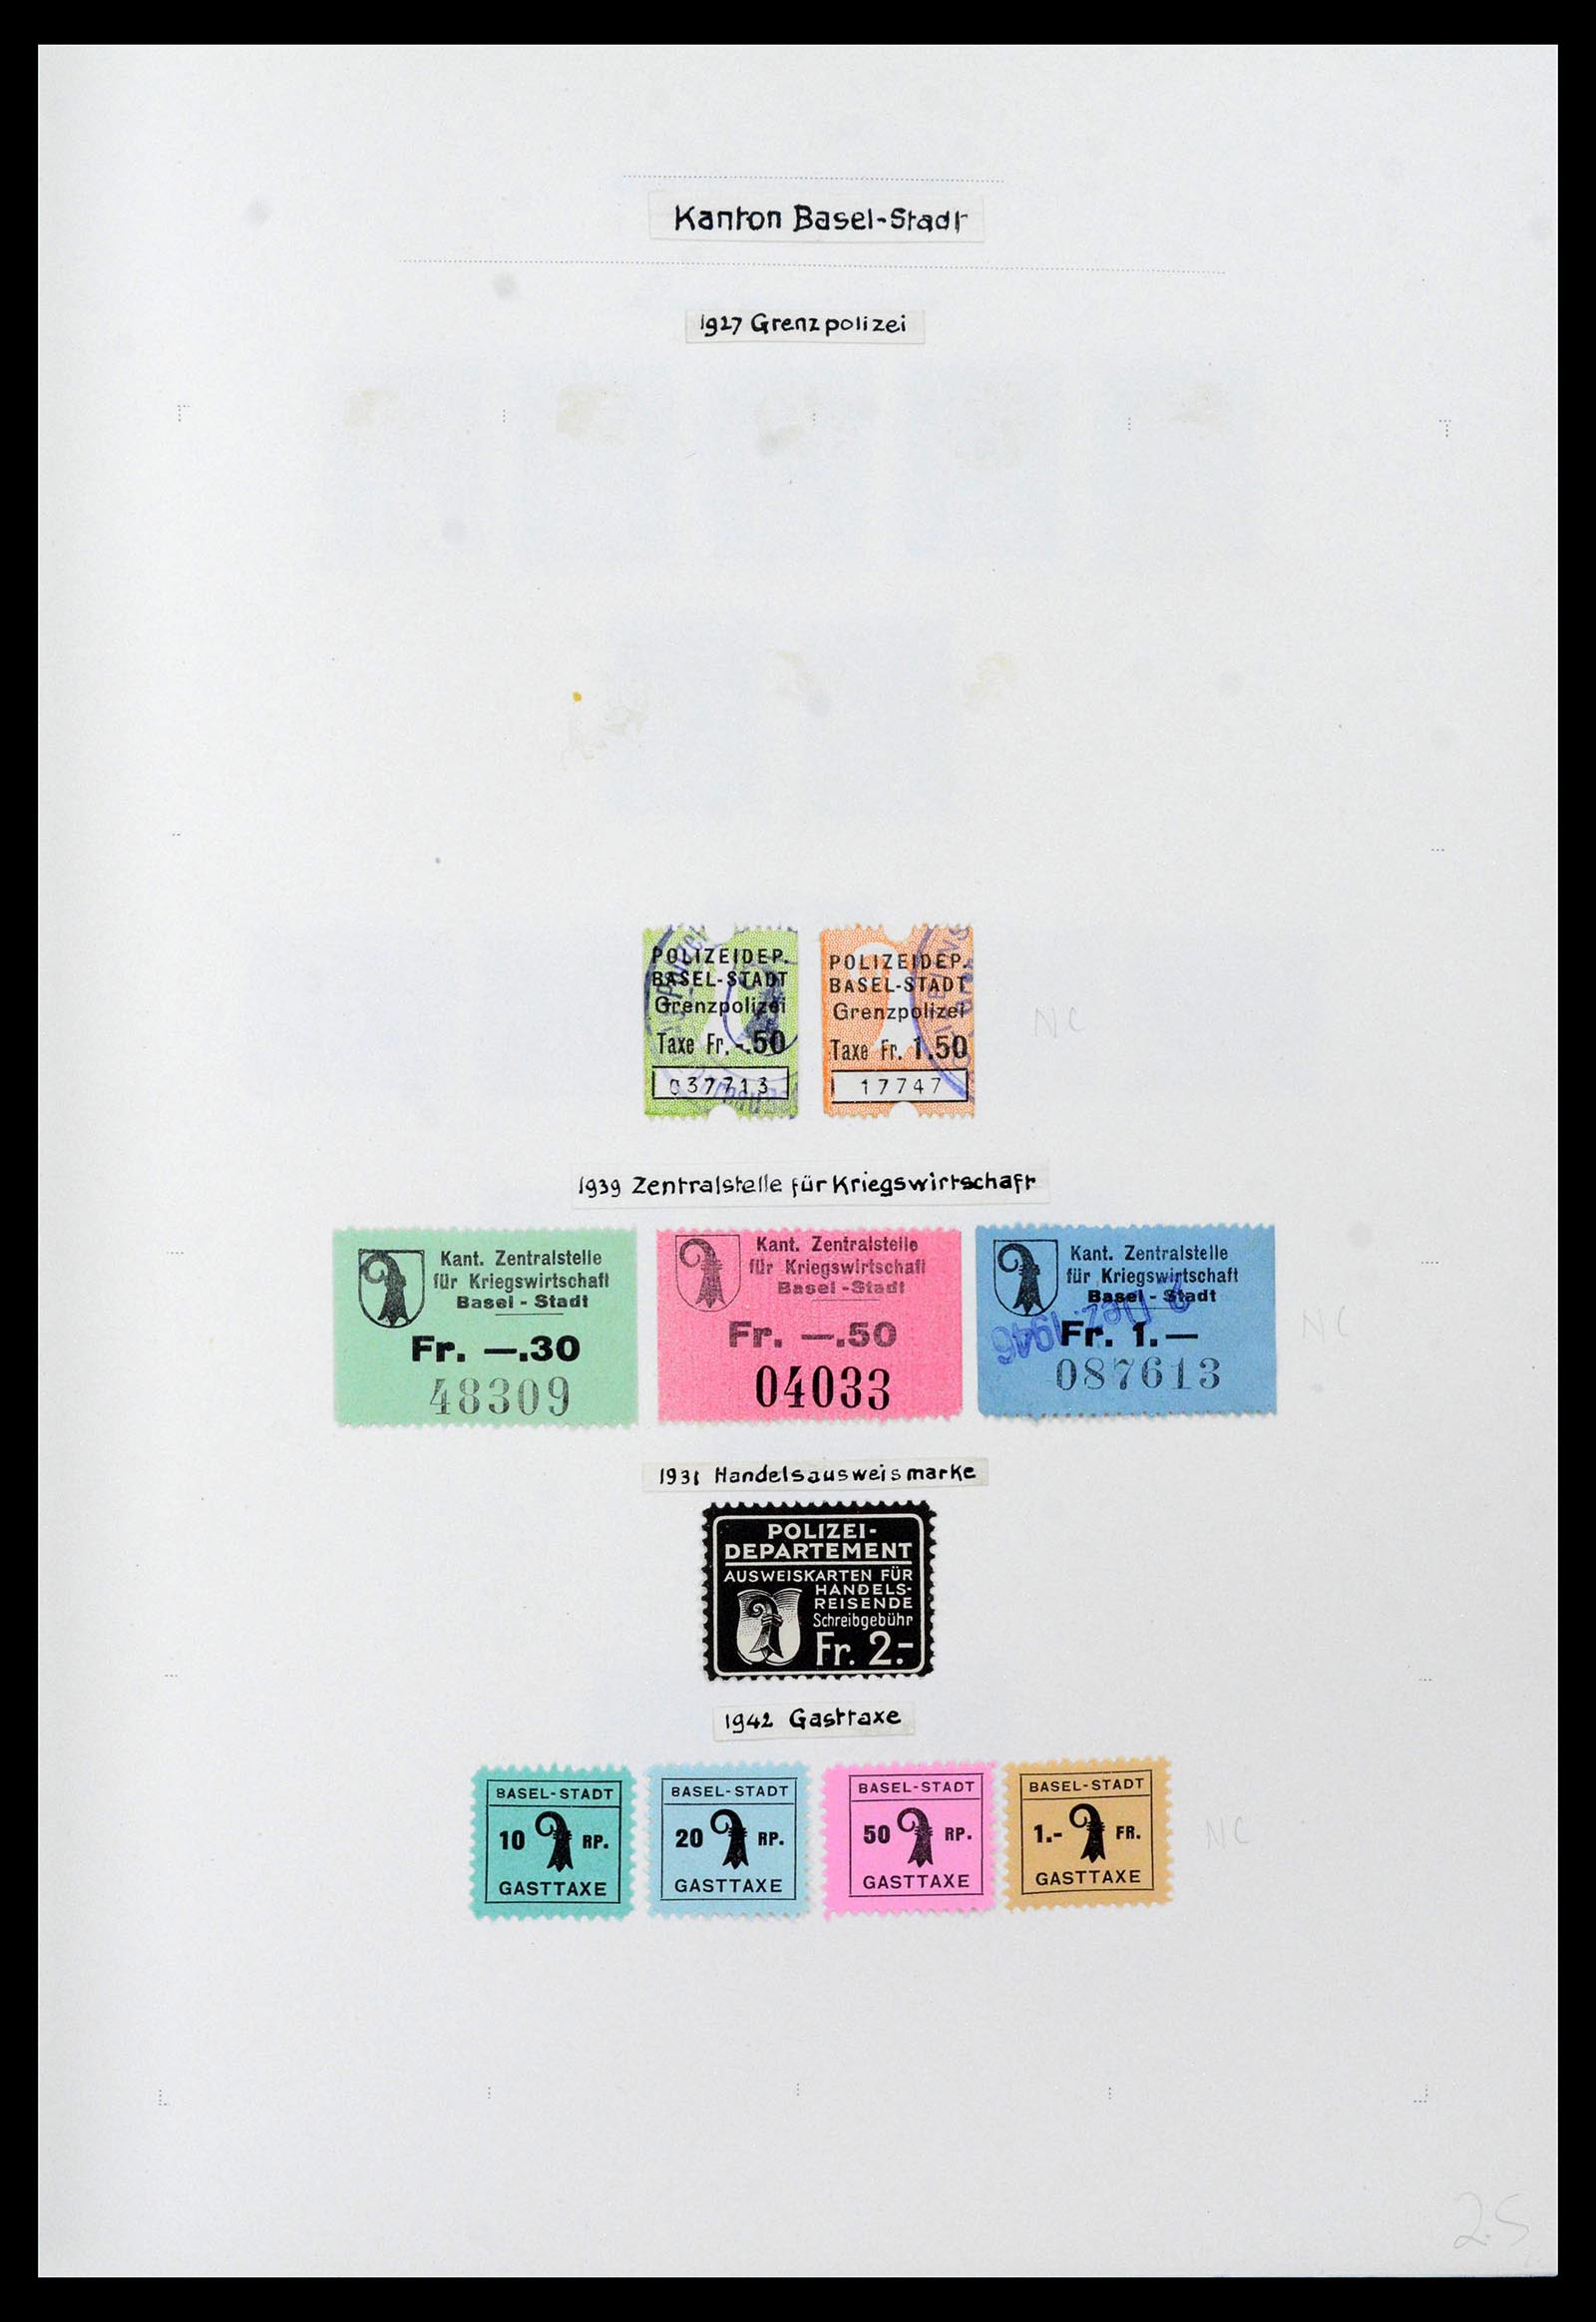 Kanton Basel-Stadt
1927 Grenzpolizei
POLIZEIDEP.
BASEL-STADT
Grenzpolizei
Taxe Fr. -.50
037713
POLIZEIDEP.
BASEL-STADT
Grenzpolizei
Taxe Fr. 1.50
17747
NC
1939 Zentralstelle für Kriegswirtschaft
Kant. Zentralstelle
für Kriegswirtschaft
Basel - Stadt
Fr. —.30
48309
Kant. Zentralstelle
für Kriegswirtschaft
Basel - Stadt
Fr. —.50
04033
Kant. Zentralstelle
für Kriegswirtschaft
Basel - Stadt
Dez. 1946
Fr. 1.—
087613
NC
1931 Handelsausweismarke
POLIZEI-
DEPARTEMENT
AUSWEISKARTEN FÜR
HANDELS-
REISENDE
Schreibgebühr
Fr. 2.-
1942 Gasttaxe
BASEL-STADT
10 RP.
GASTTAXE
BASEL-STADT
20 RP.
GASTTAXE
BASEL-STADT
50 RP.
GASTTAXE
BASEL-STADT
1.- FR.
GASTTAXE
NC
25